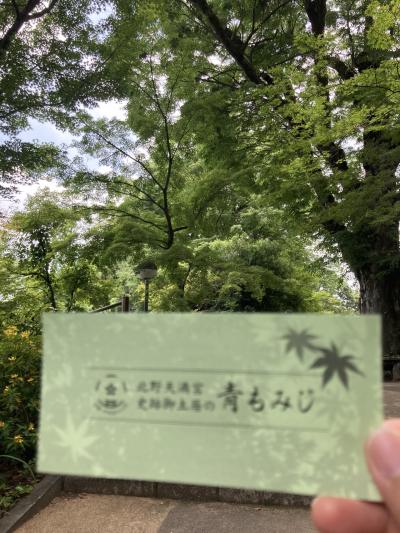 北野天満宮
史跡御土居の
青もみじ